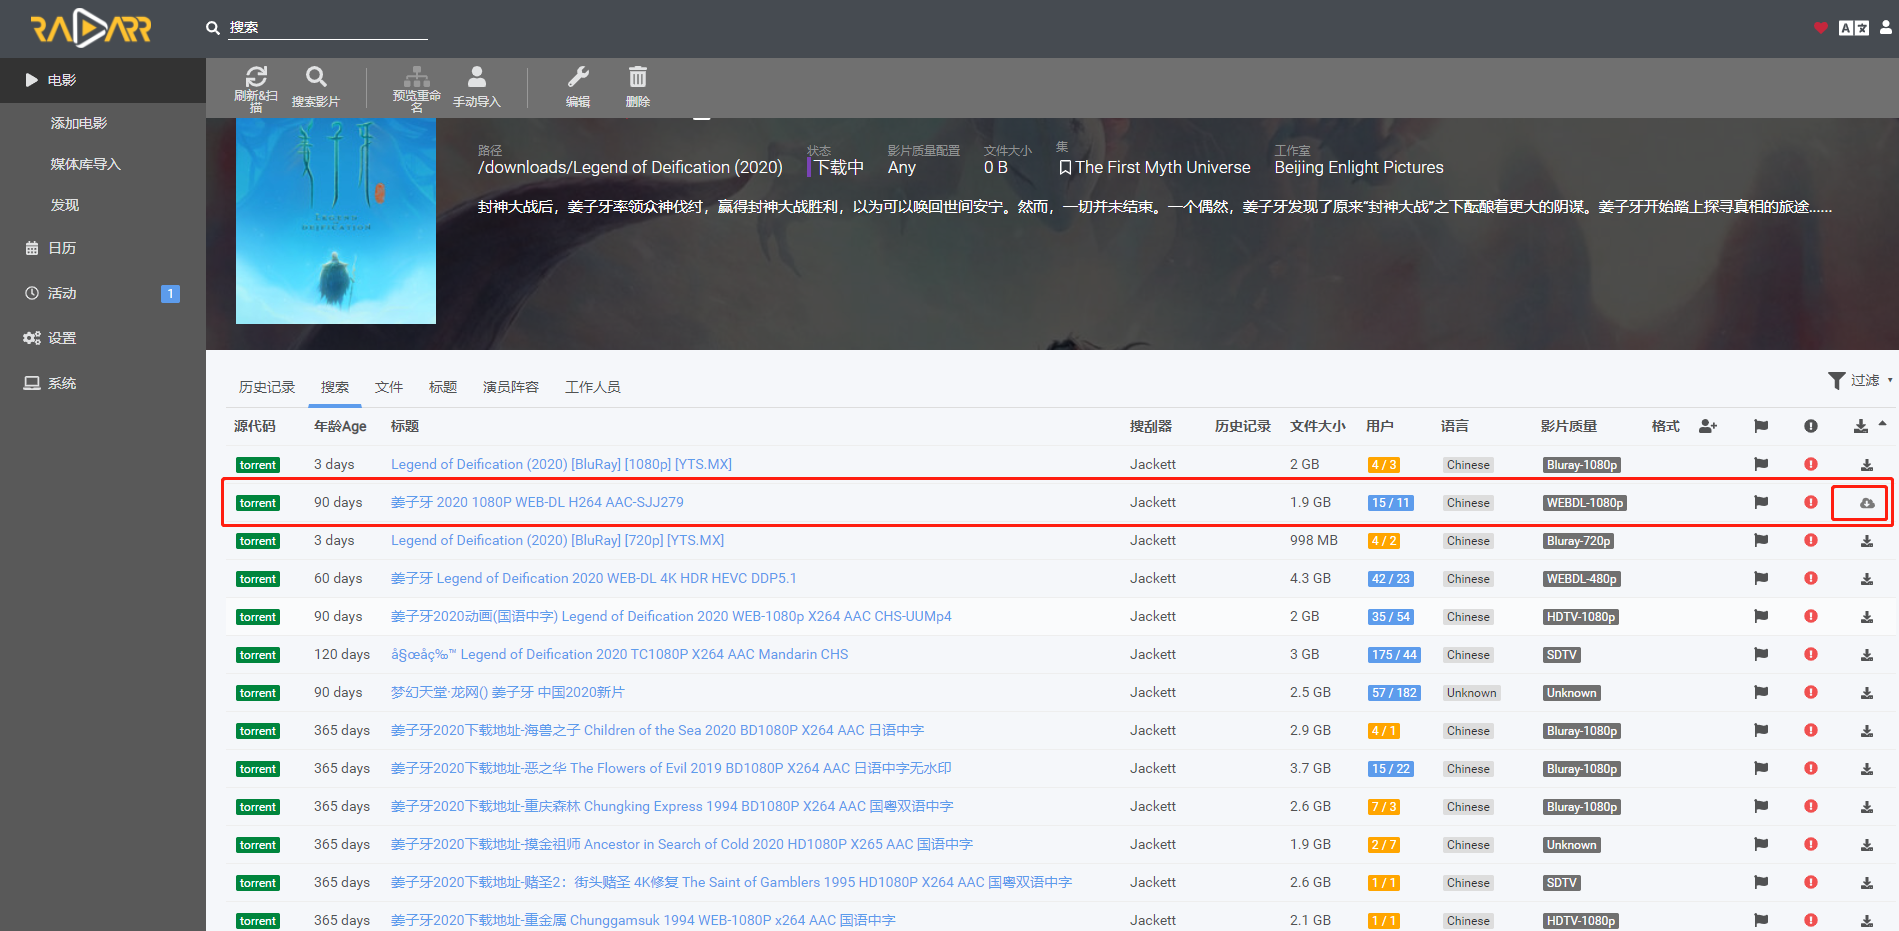 RADARR
搜索
电影
添加电影
媒体库导入
发现
日历
活动 1
设置
系统
刷新&扫描
搜索影片
预览重命名
手动导入
编辑
删除
姜子牙
LEGEND
DEIFICATION
路径
/downloads/Legend of Deification (2020)
状态
下载中
影片质量配置
Any
文件大小
0 B
集
The First Myth Universe
工作室
Beijing Enlight Pictures
封神大战后，姜子牙率领众神伐纣，赢得封神大战胜利，以为可以唤回世间安宁。然而，一切并未结束。一个偶然，姜子牙发现了原来“封神大战”之下酝酿着更大的阴谋。姜子牙开始踏上探寻真相的旅途......
历史记录 搜索 文件 标题 演员阵容 工作人员 过滤
源代码 年龄Age 标题 搜刮器 历史记录 文件大小 用户 语言 影片质量 格式
torrent 3 days Legend of Deification (2020) [BluRay] [1080p] [YTS.MX] Jackett 2 GB 4 / 3 Chinese Bluray-1080p
torrent 90 days 姜子牙 2020 1080P WEB-DL H264 AAC-SJJ279 Jackett 1.9 GB 15 / 11 Chinese WEBDL-1080p
torrent 3 days Legend of Deification (2020) [BluRay] [720p] [YTS.MX] Jackett 998 MB 4 / 2 Chinese Bluray-720p
torrent 60 days 姜子牙 Legend of Deification 2020 WEB-DL 4K HDR HEVC DDP5.1 Jackett 4.3 GB 42 / 23 Chinese WEBDL-480p
torrent 90 days 姜子牙2020动画(国语中字) Legend of Deification 2020 WEB-1080p X264 AAC CHS-UUMp4 Jackett 2 GB 35 / 54 Chinese HDTV-1080p
torrent 120 days å§œåç‰™ Legend of Deification 2020 TC1080P X264 AAC Mandarin CHS Jackett 3 GB 175 / 44 Chinese SDTV
torrent 90 days 梦幻天堂·龙网() 姜子牙 中国2020新片 Jackett 2.5 GB 57 / 182 Unknown Unknown
torrent 365 days 姜子牙2020下载地址-海兽之子 Children of the Sea 2020 BD1080P X264 AAC 日语中字 Jackett 2.9 GB 4 / 1 Chinese Bluray-1080p
torrent 365 days 姜子牙2020下载地址-恶之华 The Flowers of Evil 2019 BD1080P X264 AAC 日语中字无水印 Jackett 3.7 GB 15 / 22 Chinese Bluray-1080p
torrent 365 days 姜子牙2020下载地址-重庆森林 Chungking Express 1994 BD1080P X264 AAC 国粤双语中字 Jackett 2.6 GB 7 / 3 Chinese Bluray-1080p
torrent 365 days 姜子牙2020下载地址-摸金祖师 Ancestor in Search of Cold 2020 HD1080P X265 AAC 国语中字 Jackett 1.9 GB 2 / 7 Chinese Unknown
torrent 365 days 姜子牙2020下载地址-赌圣2：街头赌圣 4K修复 The Saint of Gamblers 1995 HD1080P X264 AAC 国粤双语中字 Jackett 2.6 GB 1 / 1 Chinese SDTV
torrent 365 days 姜子牙2020下载地址-重金属 Chunggamsuk 1994 WEB-1080P x264 AAC 国语中字 Jackett 2.1 GB 1 / 1 Chinese HDTV-1080p